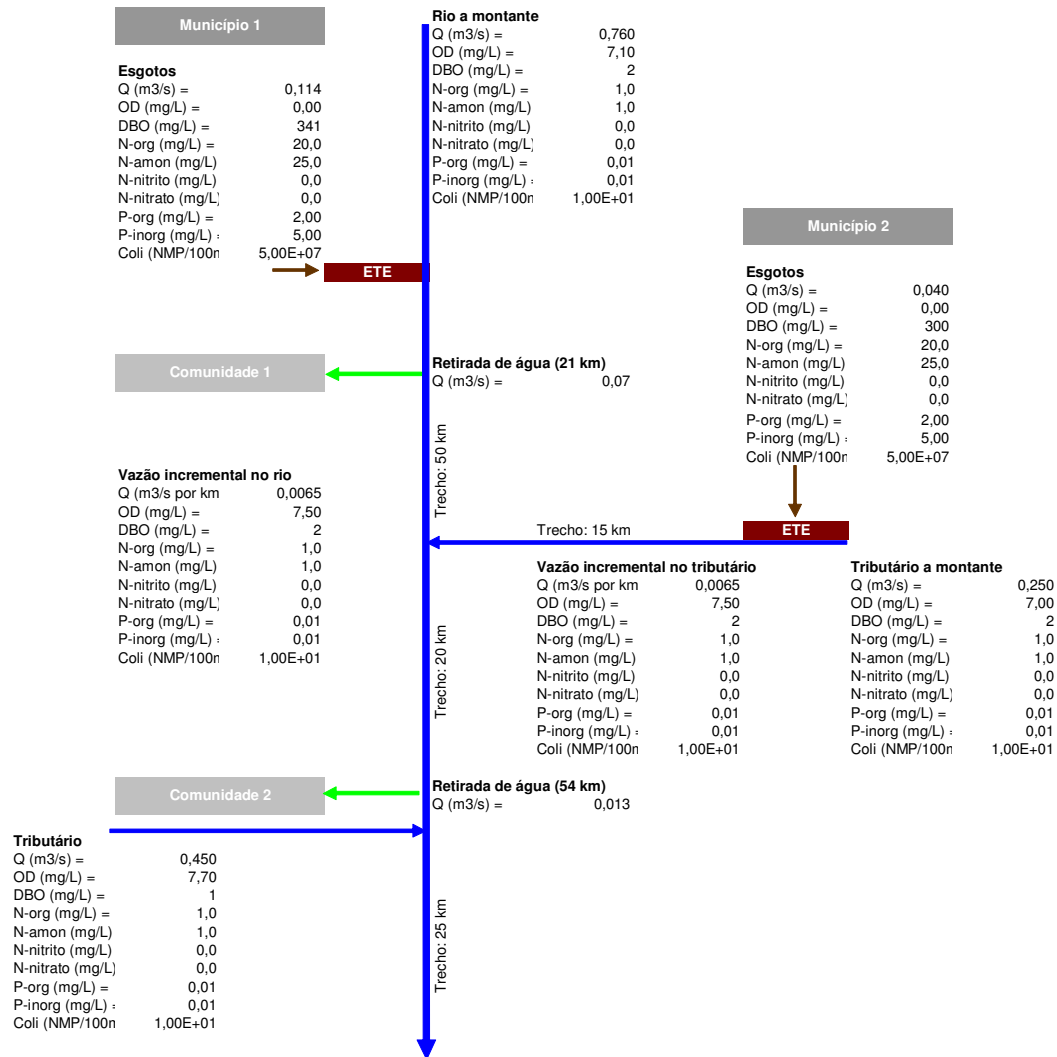 Município 1
Esgotos
Q (m3/s) = 0,114
OD (mg/L) = 0,00
DBO (mg/L) = 341
N-org (mg/L) = 20,0
N-amon (mg/L) 25,0
N-nitrito (mg/L) 0,0
N-nitrato (mg/L) 0,0
P-org (mg/L) = 2,00
P-inorg (mg/L) = 5,00
Coli (NMP/100m 5,00E+07
ETE
Rio a montante
Q (m3/s) = 0,760
OD (mg/L) = 7,10
DBO (mg/L) = 2
N-org (mg/L) = 1,0
N-amon (mg/L) 1,0
N-nitrito (mg/L) 0,0
N-nitrato (mg/L) 0,0
P-org (mg/L) = 0,01
P-inorg (mg/L) = 0,01
Coli (NMP/100m 1,00E+01
Município 2
Esgotos
Q (m3/s) = 0,040
OD (mg/L) = 0,00
DBO (mg/L) = 300
N-org (mg/L) = 20,0
N-amon (mg/L) 25,0
N-nitrito (mg/L) 0,0
N-nitrato (mg/L) 0,0
P-org (mg/L) = 2,00
P-inorg (mg/L) = 5,00
Coli (NMP/100m 5,00E+07
ETE
Comunidade 1
Retirada de água (21 km)
Q (m3/s) = 0,07
Trecho: 50 km
Vazão incremental no rio
Q (m3/s por km 0,0065
OD (mg/L) = 7,50
DBO (mg/L) = 2
N-org (mg/L) = 1,0
N-amon (mg/L) 1,0
N-nitrito (mg/L) 0,0
N-nitrato (mg/L) 0,0
P-org (mg/L) = 0,01
P-inorg (mg/L) = 0,01
Coli (NMP/100m 1,00E+01
Trecho: 15 km
Vazão incremental no tributário
Q (m3/s por km 0,0065
OD (mg/L) = 7,50
DBO (mg/L) = 2
N-org (mg/L) = 1,0
N-amon (mg/L) 1,0
N-nitrito (mg/L) 0,0
N-nitrato (mg/L) 0,0
P-org (mg/L) = 0,01
P-inorg (mg/L) = 0,01
Coli (NMP/100m 1,00E+01
Tributário a montante
Q (m3/s) = 0,250
OD (mg/L) = 7,00
DBO (mg/L) = 2
N-org (mg/L) = 1,0
N-amon (mg/L) 1,0
N-nitrito (mg/L) 0,0
N-nitrato (mg/L) 0,0
P-org (mg/L) = 0,01
P-inorg (mg/L) = 0,01
Coli (NMP/100m 1,00E+01
Trecho: 20 km
Comunidade 2
Retirada de água (54 km)
Q (m3/s) = 0,013
Tributário
Q (m3/s) = 0,450
OD (mg/L) = 7,70
DBO (mg/L) = 1
N-org (mg/L) = 1,0
N-amon (mg/L) 1,0
N-nitrito (mg/L) 0,0
N-nitrato (mg/L) 0,0
P-org (mg/L) = 0,01
P-inorg (mg/L) = 0,01
Coli (NMP/100m 1,00E+01
Trecho: 25 km